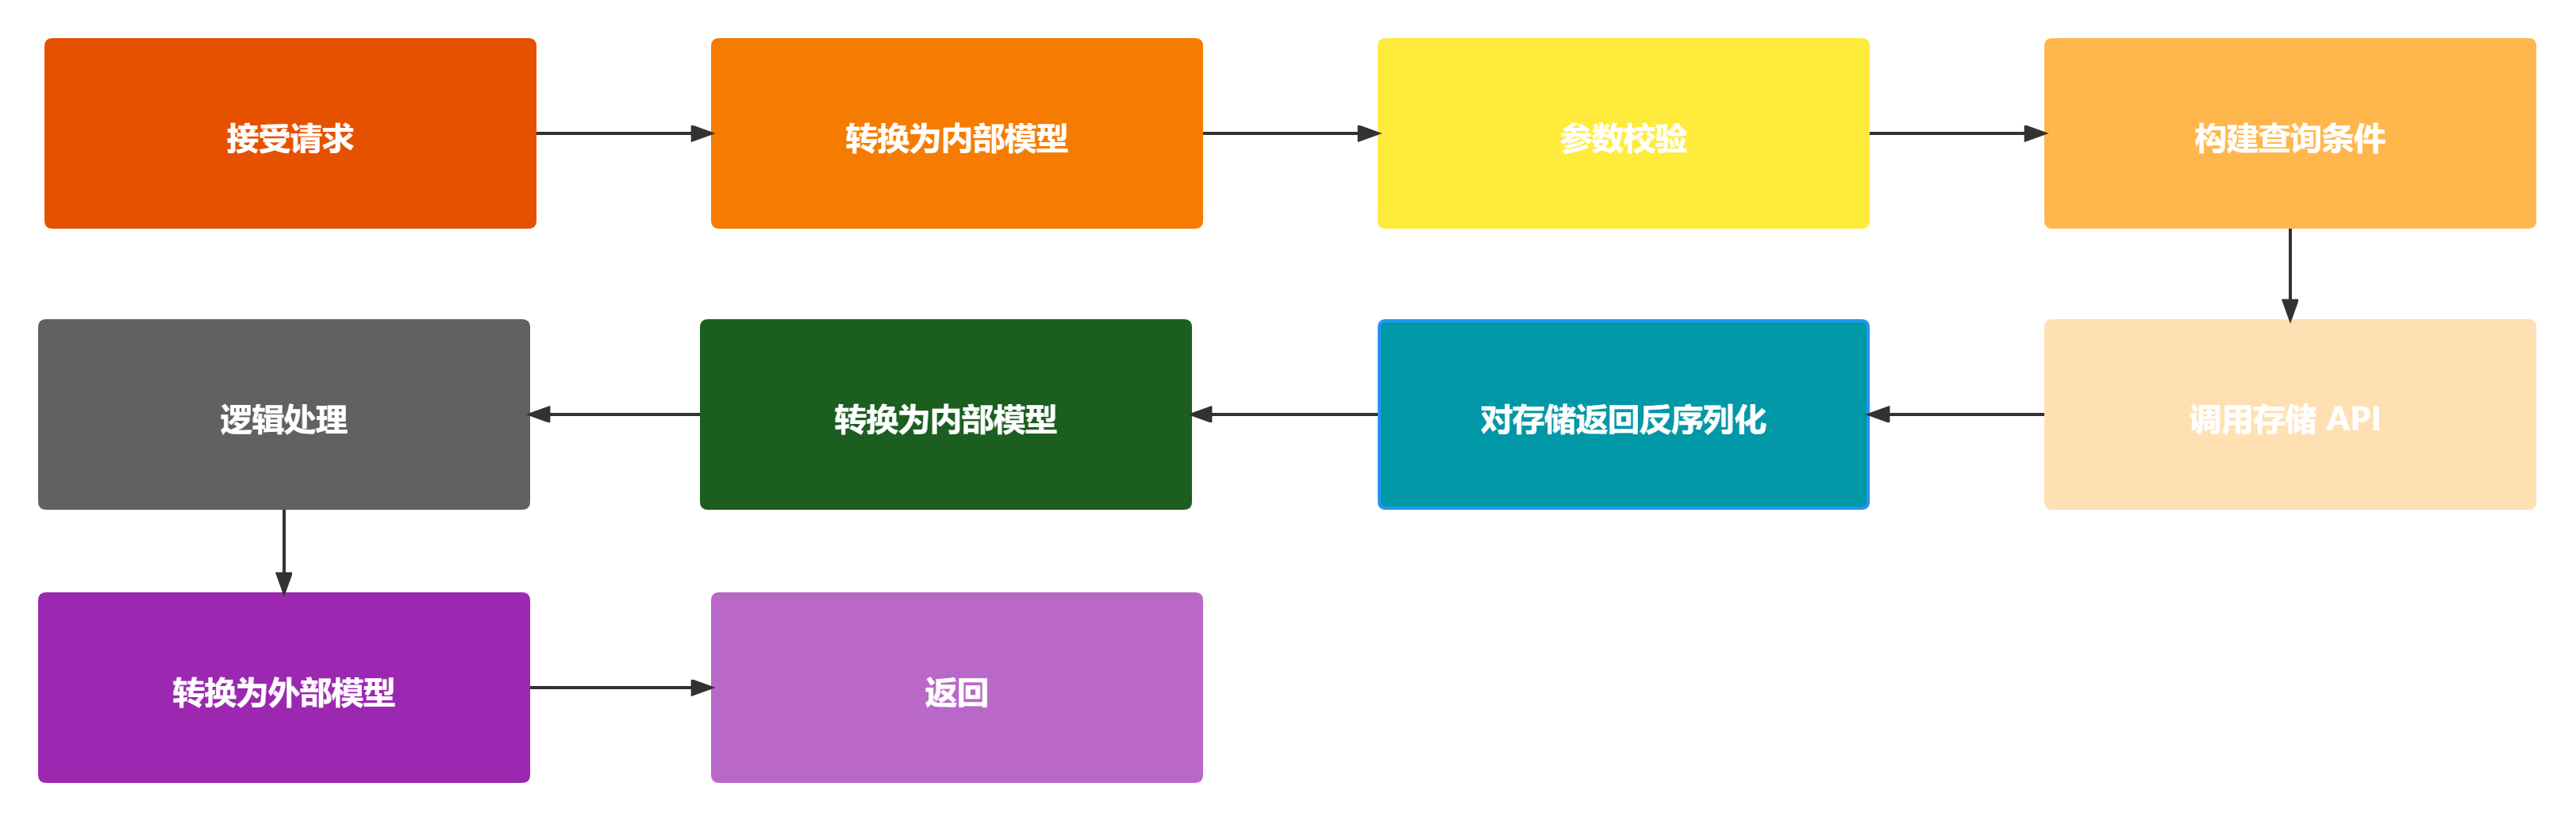 接受请求
转换为内部模型
参数校验
构建查询条件
调用存储 API
对存储返回反序列化
转换为内部模型
逻辑处理
转换为外部模型
返回